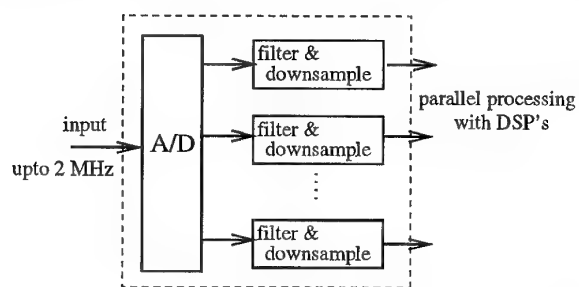 input
upto 2 MHz
A/D
filter &
downsample
filter &
downsample
filter &
downsample
parallel processing
with DSP's